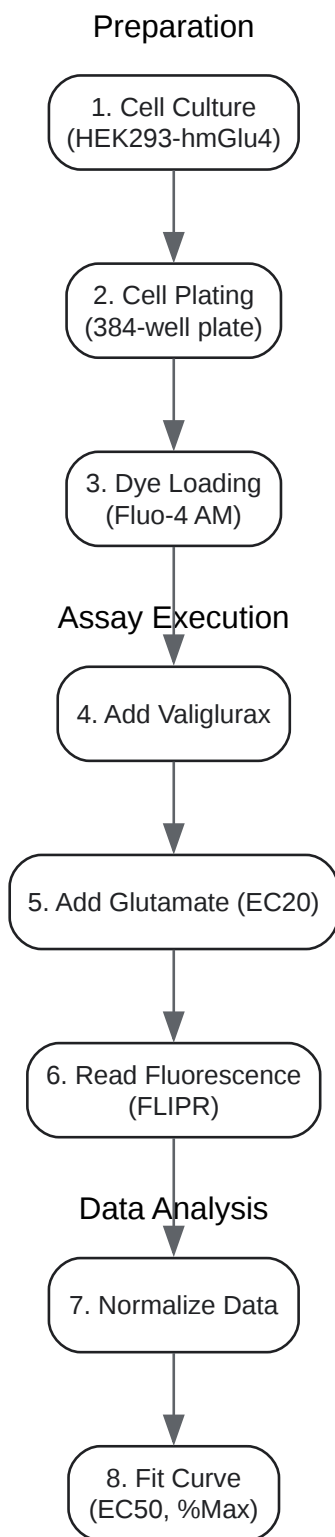 Preparation
1. Cell Culture
(HEK293-hmGlu4)
2. Cell Plating
(384-well plate)
3. Dye Loading
(Fluo-4 AM)
Assay Execution
4. Add Valiglurax
5. Add Glutamate (EC20)
6. Read Fluorescence
(FLIPR)
Data Analysis
7. Normalize Data
8. Fit Curve
(EC50, %Max)